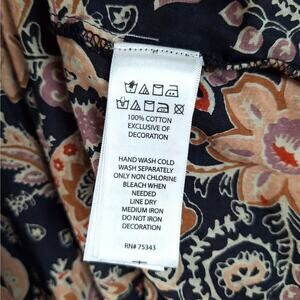 100% COTTON
EXCLUSIVE OF
DECORATION
HAND WASH COLD
WASH SEPARATELY
ONLY NON CHLORINE
BLEACH WHEN
NEEDED
LINE DRY
MEDIUM IRON
DO NOT IRON
DECORATION
RN# 75343